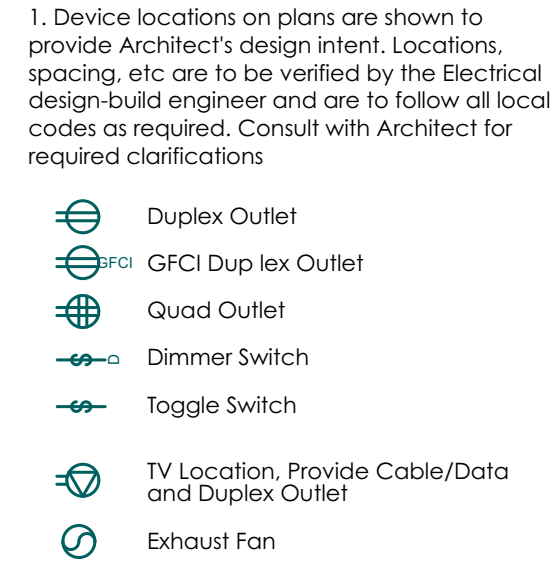 1. Device locations on plans are shown to
provide Architect's design intent. Locations,
spacing, etc are to be verified by the Electrical
design-build engineer and are to follow all local
codes as required. Consult with Architect for
required clarifications
Duplex Outlet
GFCI GFCI Dup lex Outlet
Quad Outlet
$ D Dimmer Switch
$ Toggle Switch
TV Location, Provide Cable/Data
and Duplex Outlet
Exhaust Fan